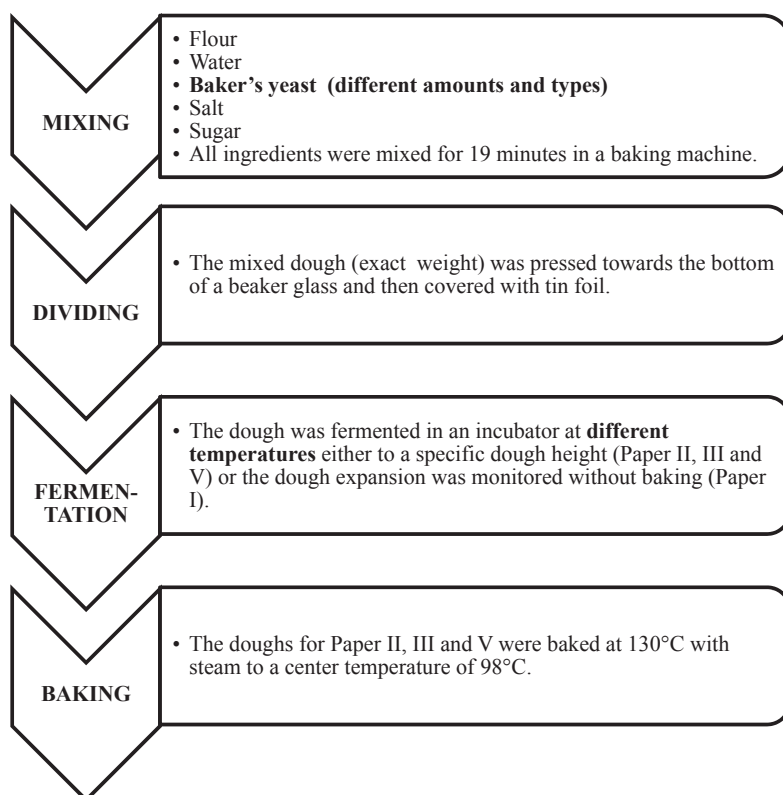 MIXING
• Flour
• Water
• Baker's yeast (different amounts and types)
• Salt
• Sugar
• All ingredients were mixed for 19 minutes in a baking machine.
DIVIDING
• The mixed dough (exact weight) was pressed towards the bottom
of a beaker glass and then covered with tin foil.
FERMEN-
TATION
• The dough was fermented in an incubator at different
temperatures either to a specific dough height (Paper II, III and
V) or the dough expansion was monitored without baking (Paper
I).
BAKING
• The doughs for Paper II, III and V were baked at 130°C with
steam to a center temperature of 98°C.